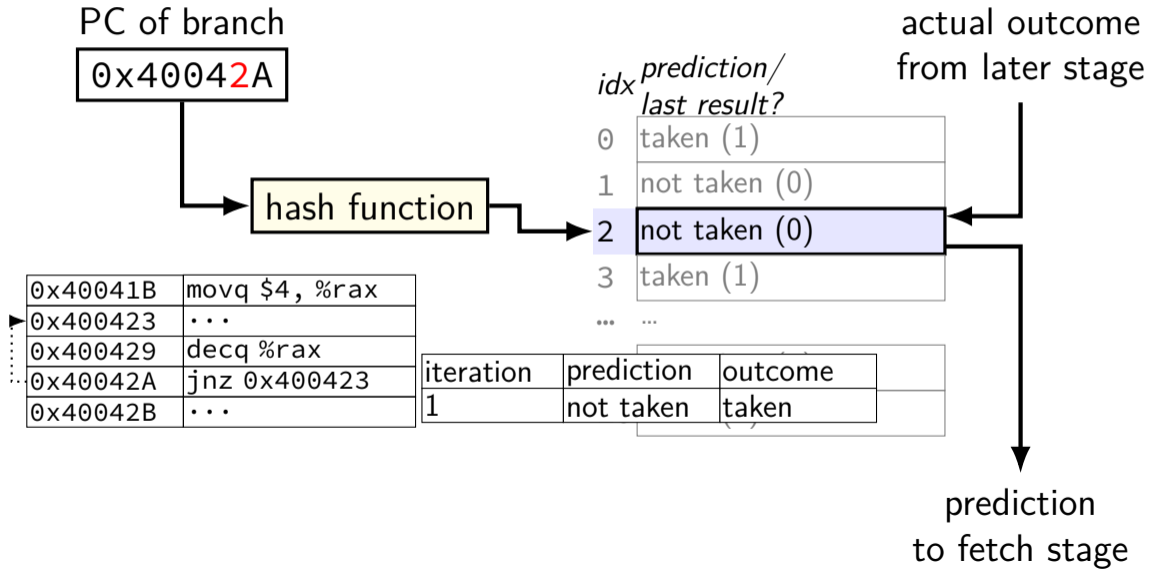 PC of branch
0x40042A
hash function
idx
prediction/
last result?
0 taken (1)
1 not taken (0)
2 not taken (0)
3 taken (1)
... ...
actual outcome
from later stage
0x40041B movq $4, %rax
0x400423 ...
0x400429 decq %rax
0x40042A jnz 0x400423
0x40042B ...
iteration prediction outcome
1 not taken taken
prediction
to fetch stage